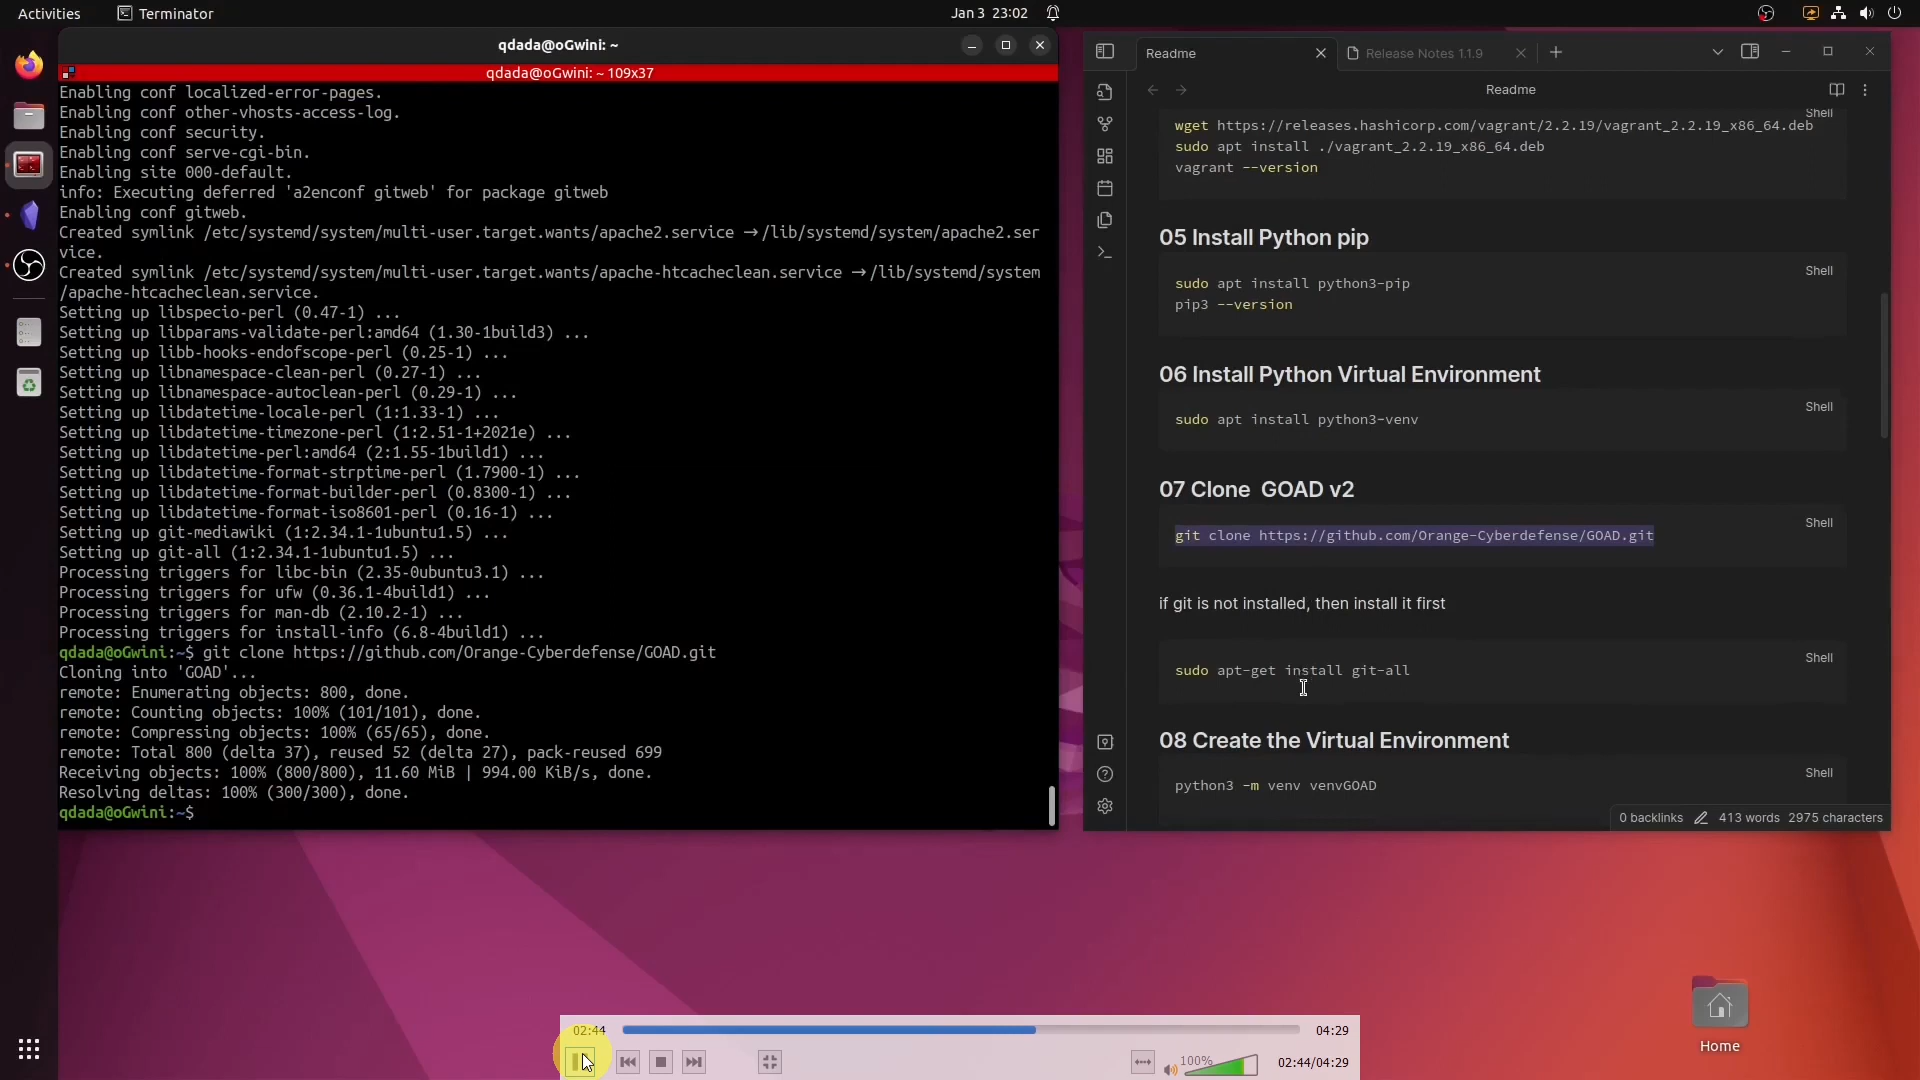 Activities
Terminator
Jan 3 23:02
qdada@oGwini: ~
qdada@oGwini: ~ 109x37
Enabling conf localized-error-pages.
Enabling conf other-vhosts-access-log.
Enabling conf security.
Enabling conf serve-cgi-bin.
Enabling site 000-default.
info: Executing deferred 'a2enconf gitweb' for package gitweb
Enabling conf gitweb.
Created symlink /etc/systemd/system/multi-user.target.wants/apache2.service → /lib/systemd/system/apache2.ser
vice.
Created symlink /etc/systemd/system/multi-user.target.wants/apache-htcacheclean.service → /lib/systemd/system
/apache-htcacheclean.service.
Setting up libspecio-perl (0.47-1) ...
Setting up libparams-validate-perl:amd64 (1.30-1build3) ...
Setting up libb-hooks-endofscope-perl (0.25-1) ...
Setting up libnamespace-clean-perl (0.27-1) ...
Setting up libnamespace-autoclean-perl (0.29-1) ...
Setting up libdatetime-locale-perl (1:1.33-1) ...
Setting up libdatetime-timezone-perl (1:2.51-1+2021e) ...
Setting up libdatetime-perl:amd64 (2:1.55-1build1) ...
Setting up libdatetime-format-strptime-perl (1.7900-1) ...
Setting up libdatetime-format-builder-perl (0.8300-1) ...
Setting up libdatetime-format-iso8601-perl (0.16-1) ...
Setting up git-mediawiki (1:2.34.1-1ubuntu1.5) ...
Setting up git-all (1:2.34.1-1ubuntu1.5) ...
Processing triggers for libc-bin (2.35-0ubuntu3.1) ...
Processing triggers for ufw (0.36.1-4build1) ...
Processing triggers for man-db (2.10.2-1) ...
Processing triggers for install-info (6.8-4build1) ...
qdada@oGwini:~$ git clone https://github.com/Orange-Cyberdefense/GOAD.git
Cloning into 'GOAD'...
remote: Enumerating objects: 800, done.
remote: Counting objects: 100% (101/101), done.
remote: Compressing objects: 100% (65/65), done.
remote: Total 800 (delta 37), reused 52 (delta 27), pack-reused 699
Receiving objects: 100% (800/800), 11.60 MiB | 994.00 KiB/s, done.
Resolving deltas: 100% (300/300), done.
qdada@oGwini:~$
Readme
Release Notes 1.1.9
Readme
Shell
wget https://releases.hashicorp.com/vagrant/2.2.19/vagrant_2.2.19_x86_64.deb
sudo apt install ./vagrant_2.2.19_x86_64.deb
vagrant --version
05 Install Python pip
Shell
sudo apt install python3-pip
pip3 --version
06 Install Python Virtual Environment
Shell
sudo apt install python3-venv
07 Clone GOAD v2
Shell
git clone https://github.com/Orange-Cyberdefense/GOAD.git
if git is not installed, then install it first
Shell
sudo apt-get install git-all
08 Create the Virtual Environment
Shell
python3 -m venv venvGOAD
0 backlinks
413 words
2975 characters
Home
02:44
04:29
100%
02:44/04:29